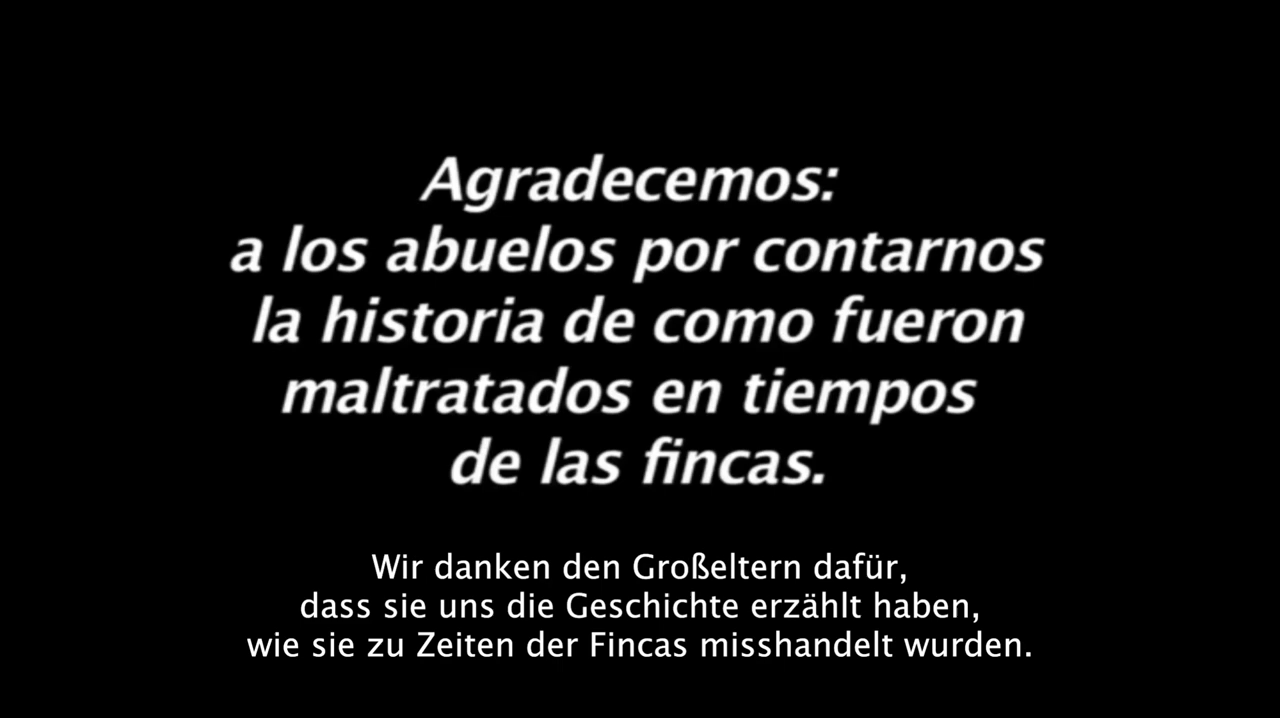 Agradecemos:
a los abuelos por contarnos
la historia de como fueron
maltratados en tiempos
de las fincas.
Wir danken den Großeltern dafür,
dass sie uns die Geschichte erzählt haben,
wie sie zu Zeiten der Fincas misshandelt wurden.